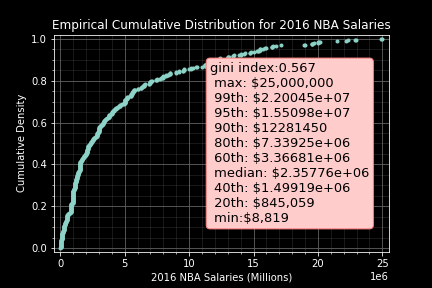 Empirical Cumulative Distribution for 2016 NBA Salaries
1.0
0.8
0.6
0.4
0.2
0.0
Cumulative Density
gini index:0.567
max: $25,000,000
99th: $2.20045e+07
95th: $1.55098e+07
90th: $12281450
80th: $7.33925e+06
60th: $3.36681e+06
median: $2.35776e+06
40th: $1.49919e+06
20th: $845,059
min:$8,819
0 5 10 15 20 25
1e6
2016 NBA Salaries (Millions)